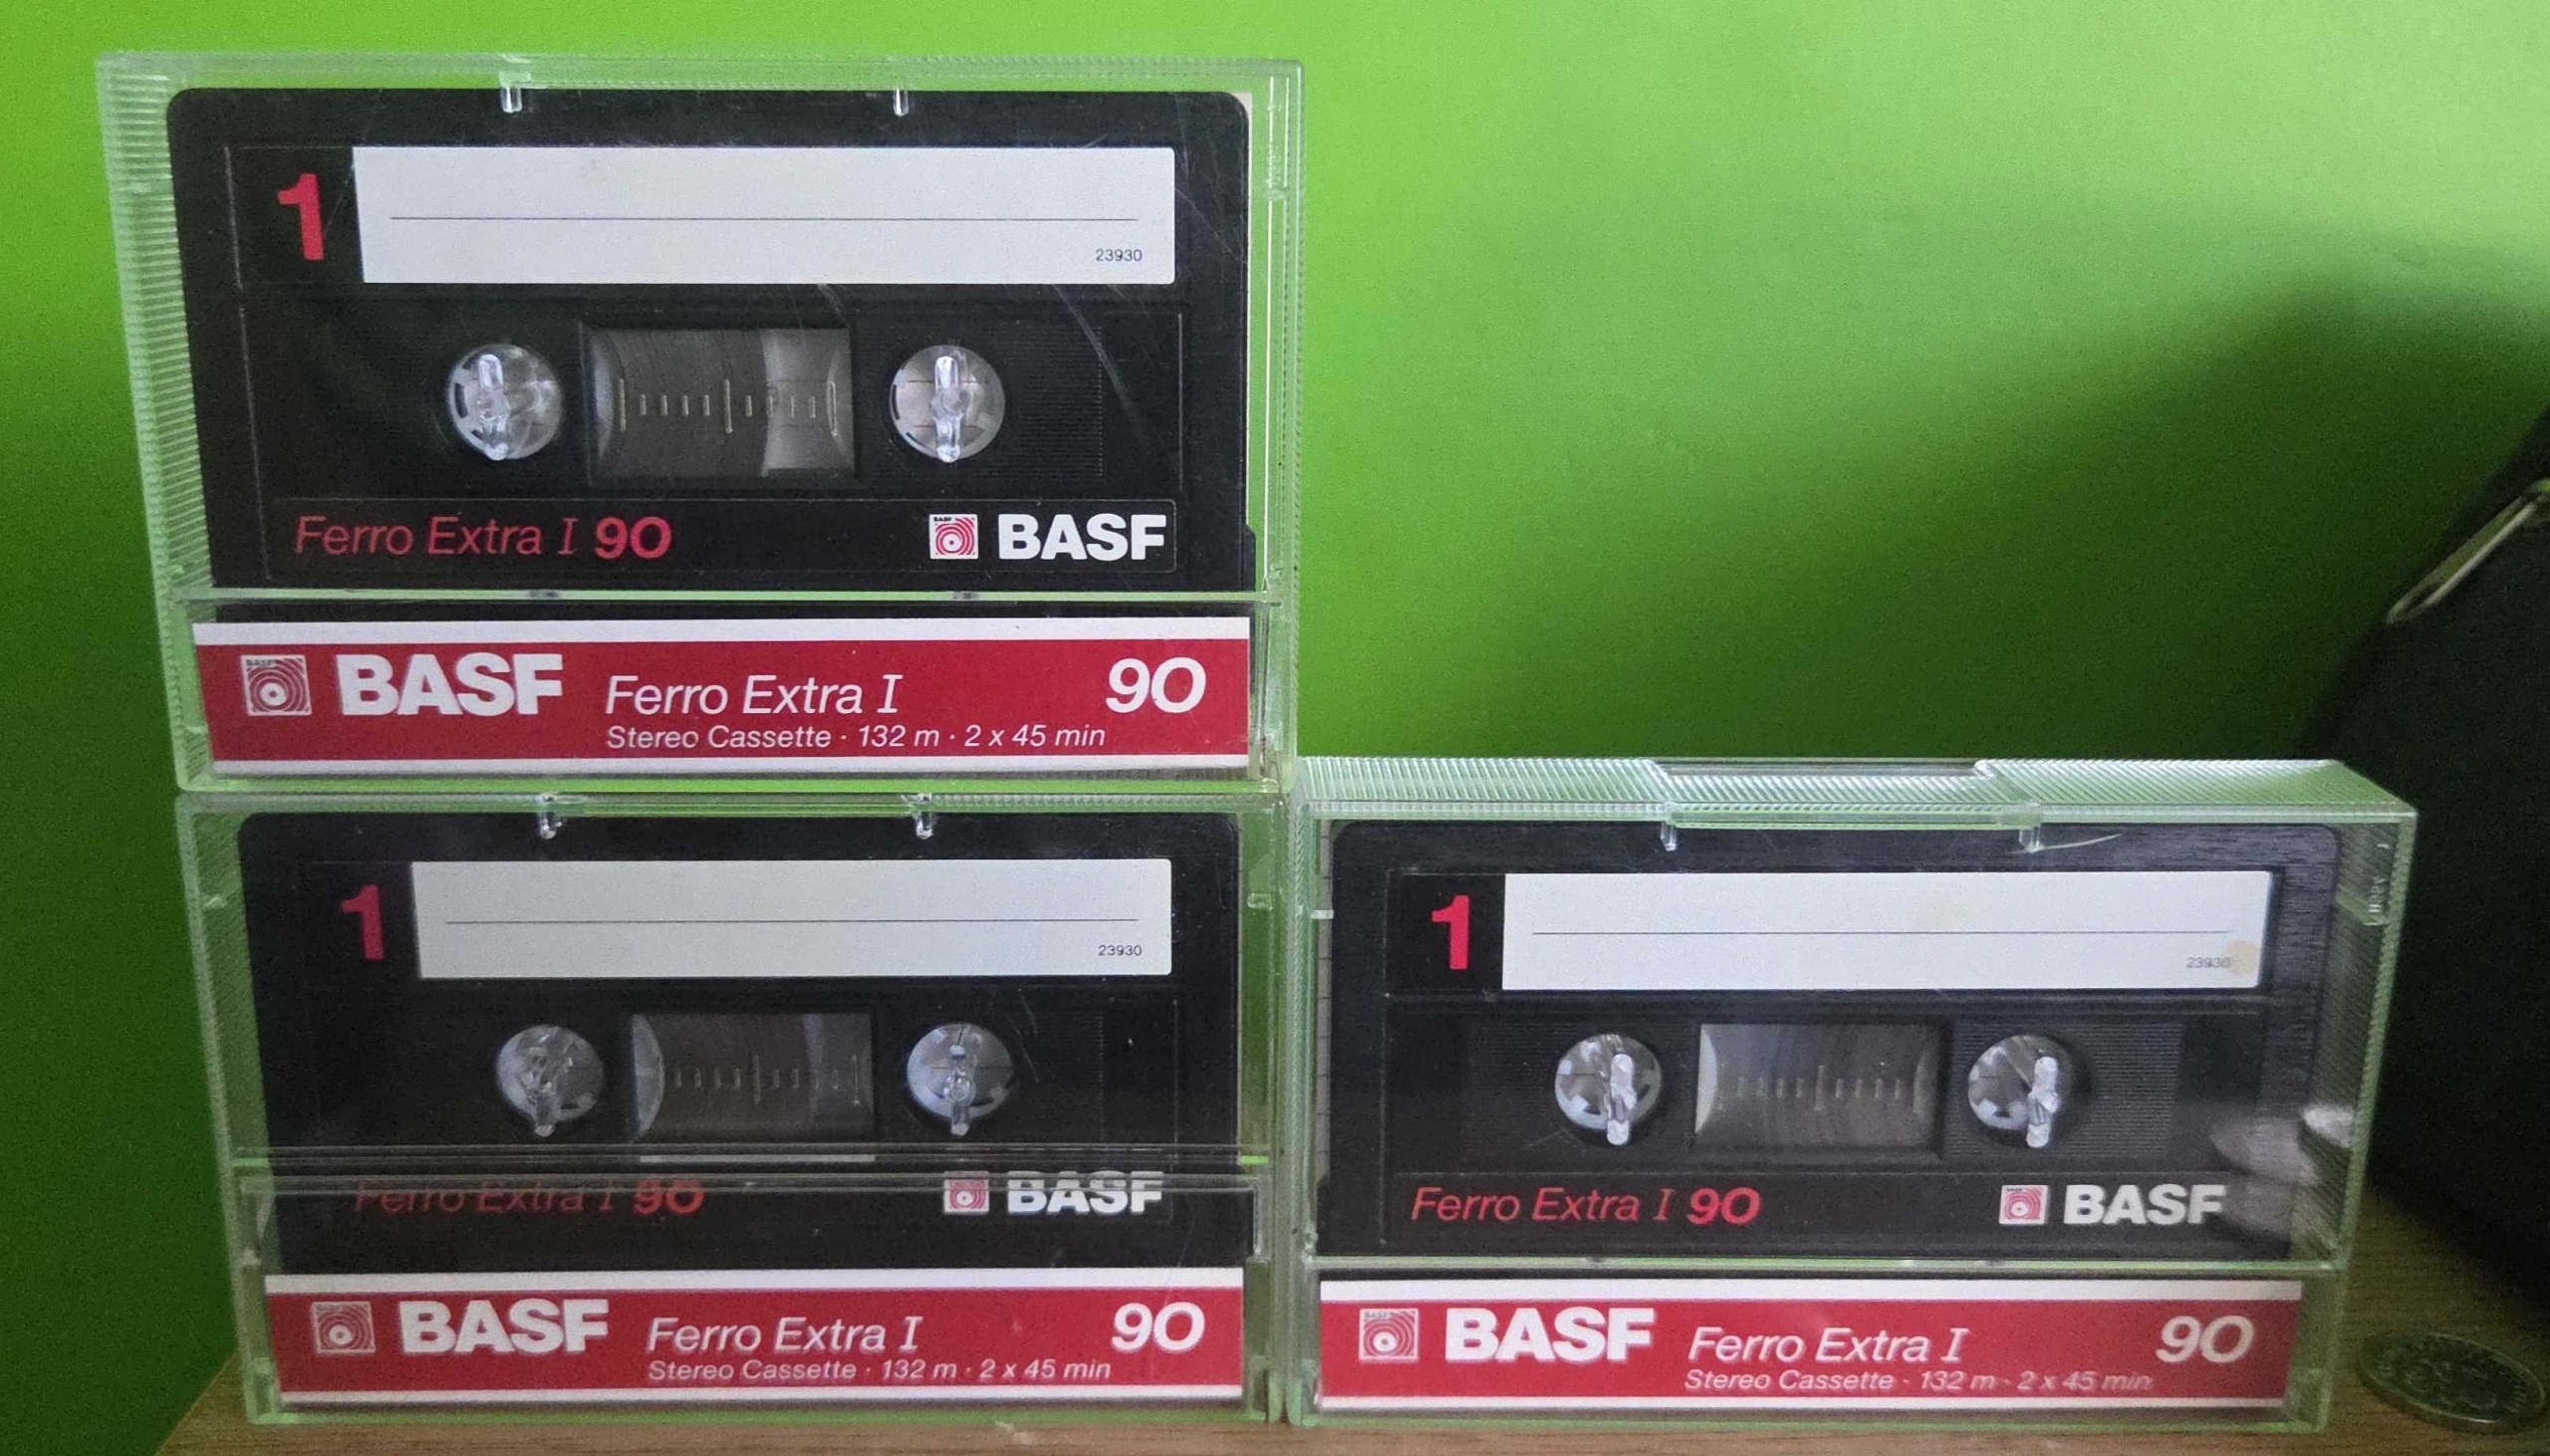 1
23930
Ferro Extra I 90
BASF
BASF Ferro Extra I 90
Stereo Cassette · 132 m · 2 x 45 min
1
23930
Ferro Extra I 90
BASF
BASF Ferro Extra I 90
Stereo Cassette · 132 m · 2 x 45 min
1
23930
Ferro Extra I 90
BASF
BASF Ferro Extra I 90
Stereo Cassette · 132 m · 2 x 45 min